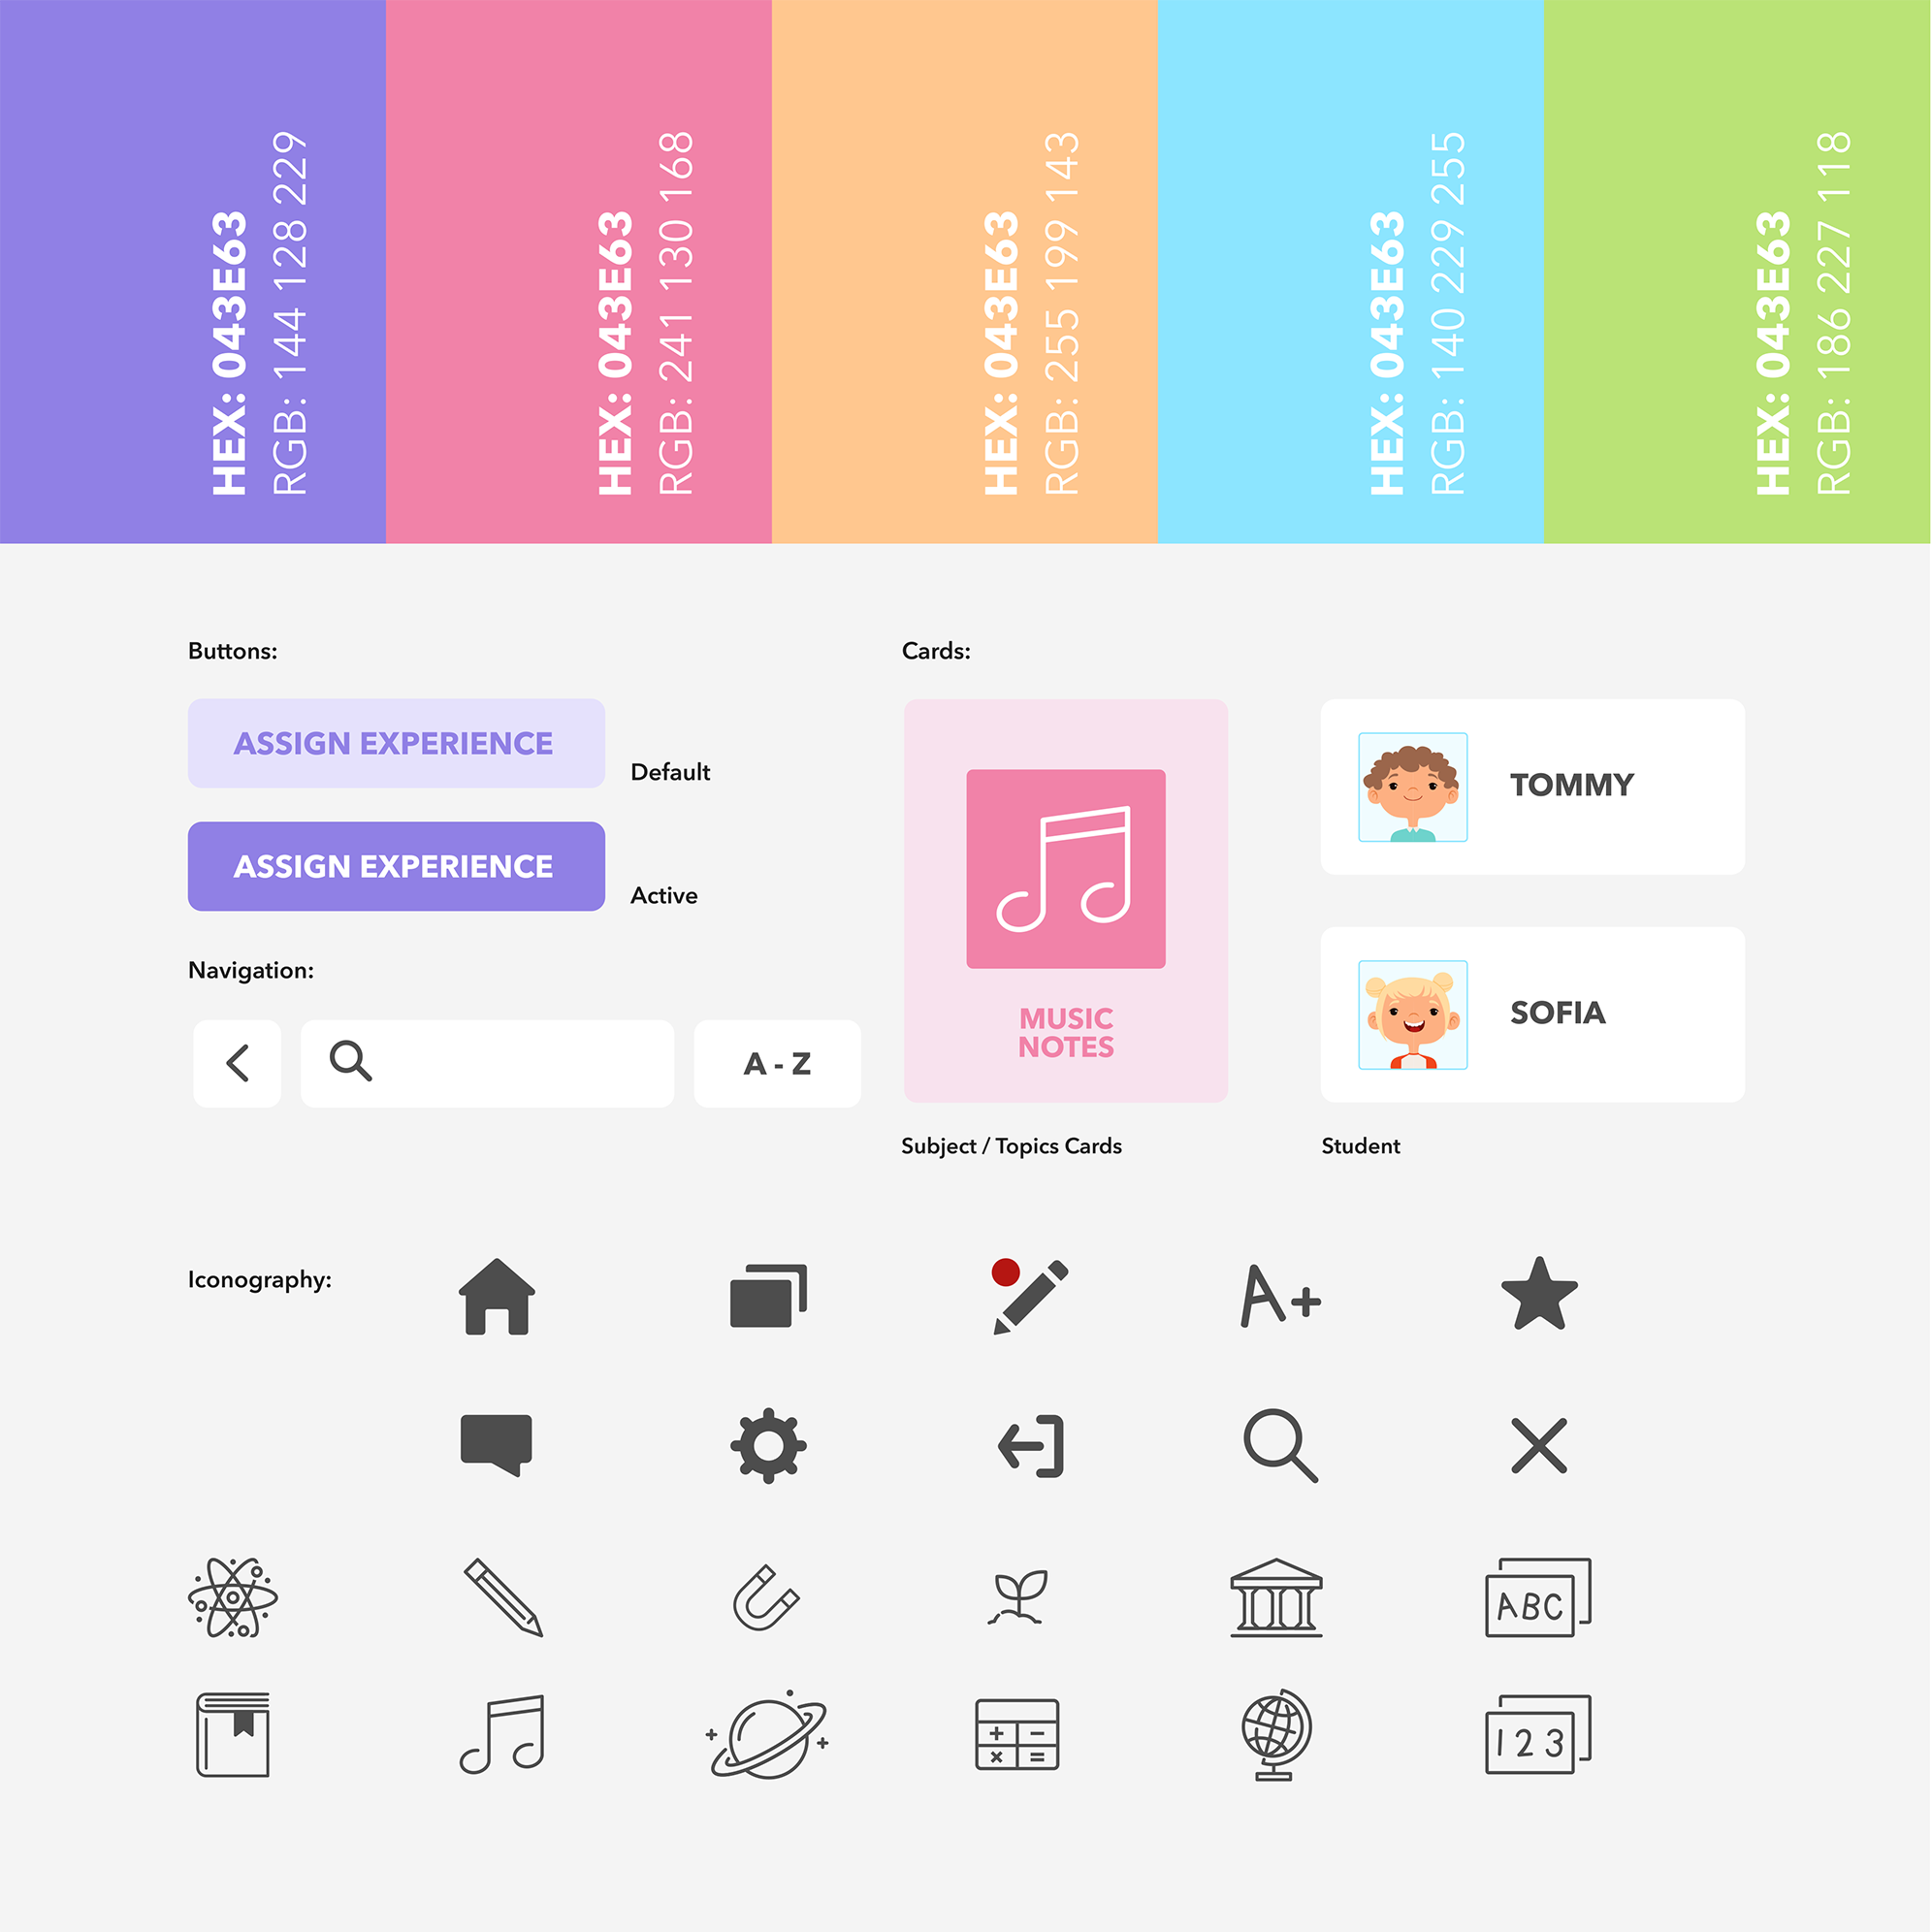 HEX: 043E63
RGB: 144 128 229
HEX: 043E63
RGB: 241 130 168
HEX: 043E63
RGB: 255 199 143
HEX: 043E63
RGB: 140 229 255
HEX: 043E63
RGB: 186 227 118
Buttons:
ASSIGN EXPERIENCE
Default
ASSIGN EXPERIENCE
Active
Navigation:
A - Z
Cards:
MUSIC
NOTES
Subject / Topics Cards
TOMMY
SOFIA
Student
Iconography:
A+
ABC
123